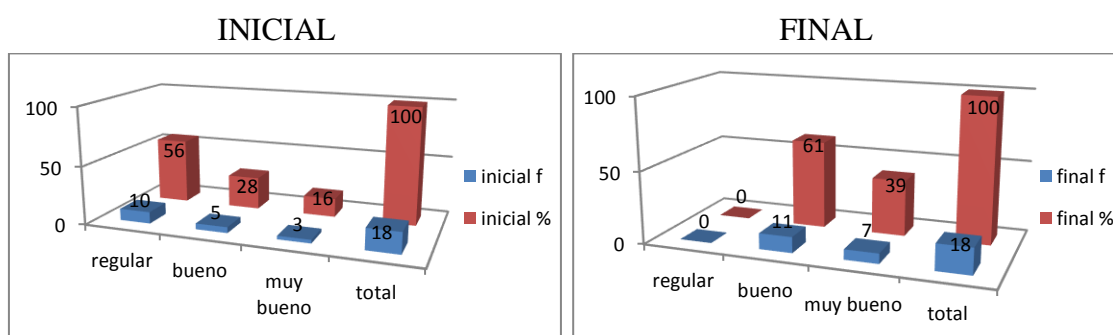 INICIAL
100
50
0
56
28
16
100
10
5
3
18
regular
bueno
muy
bueno
total
inicial f
inicial %
FINAL
100
50
0
0
61
39
100
0
11
7
18
regular
bueno
muy bueno
total
final f
final %